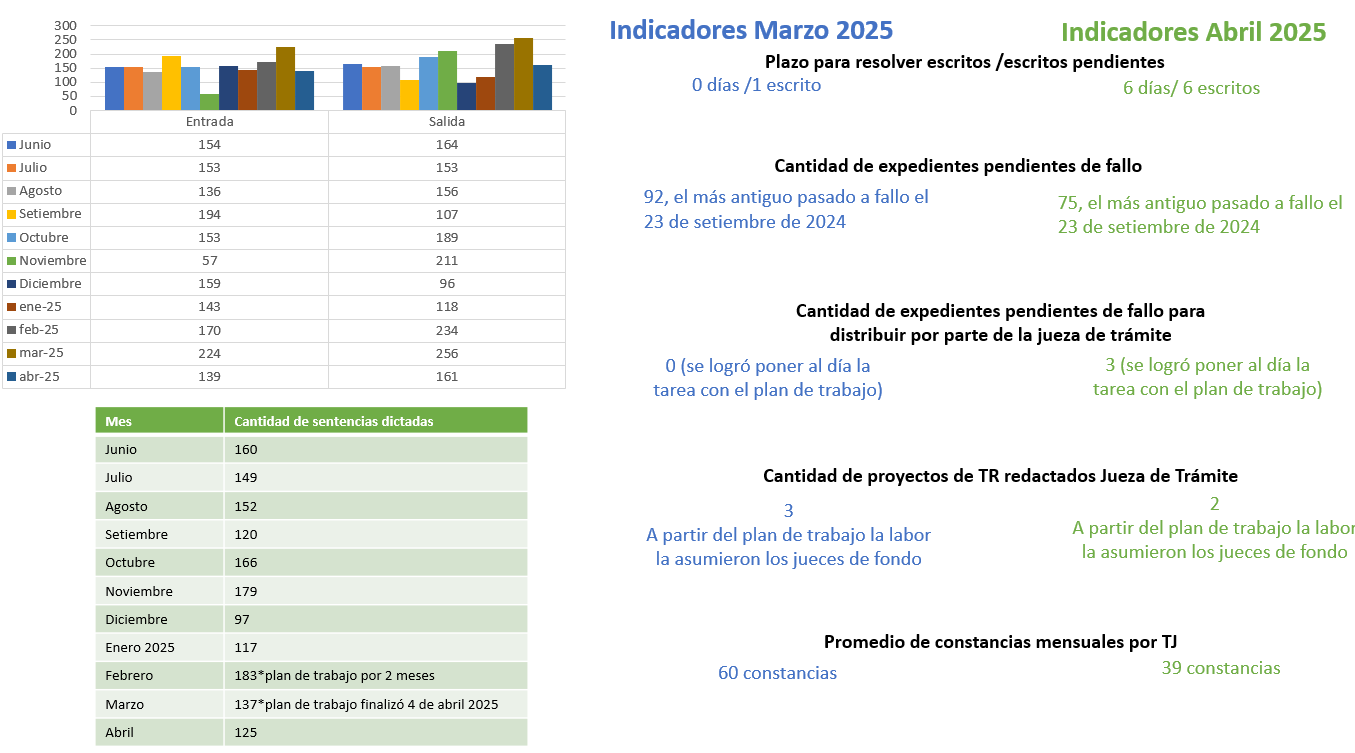 300
250
200
150
100
50
0
Entrada Salida
Junio 154 164
Julio 153 153
Agosto 136 156
Setiembre 194 107
Octubre 153 189
Noviembre 57 211
Diciembre 159 96
ene-25 143 118
feb-25 170 234
mar-25 224 256
abr-25 139 161
Mes Cantidad de sentencias dictadas
Junio 160
Julio 149
Agosto 152
Setiembre 120
Octubre 166
Noviembre 179
Diciembre 97
Enero 2025 117
Febrero 183*plan de trabajo por 2 meses
Marzo 137*plan de trabajo finalizó 4 de abril 2025
Abril 125
Indicadores Marzo 2025 Indicadores Abril 2025
Plazo para resolver escritos /escritos pendientes
0 días /1 escrito
6 días/ 6 escritos
Cantidad de expedientes pendientes de fallo
92, el más antiguo pasado a fallo el
23 de setiembre de 2024
75, el más antiguo pasado a fallo el
23 de setiembre de 2024
Cantidad de expedientes pendientes de fallo para
distribuir por parte de la jueza de trámite
0 (se logró poner al día la
tarea con el plan de trabajo)
3 (se logró poner al día la
tarea con el plan de trabajo)
Cantidad de proyectos de TR redactados Jueza de Trámite
3
A partir del plan de trabajo la labor
la asumieron los jueces de fondo
2
A partir del plan de trabajo la labor
la asumieron los jueces de fondo
Promedio de constancias mensuales por TJ
60 constancias
39 constancias